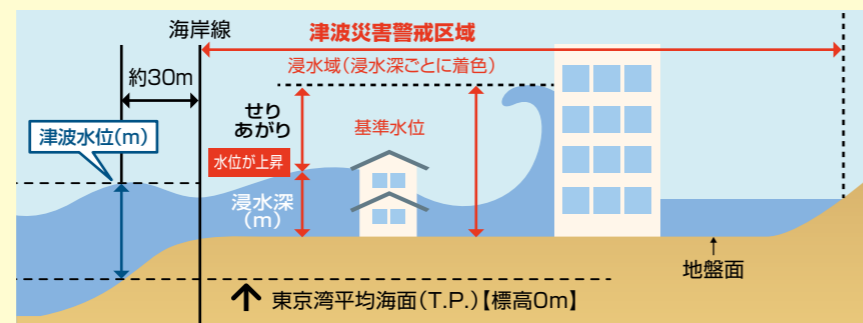 海岸線
津波災害警戒区域
約30m
浸水域(浸水深ごとに着色)
せり
あがり
基準水位
津波水位(m)
水位が上昇
浸水深
(m)
地盤面
東京湾平均海面(T.P.)【標高0m】